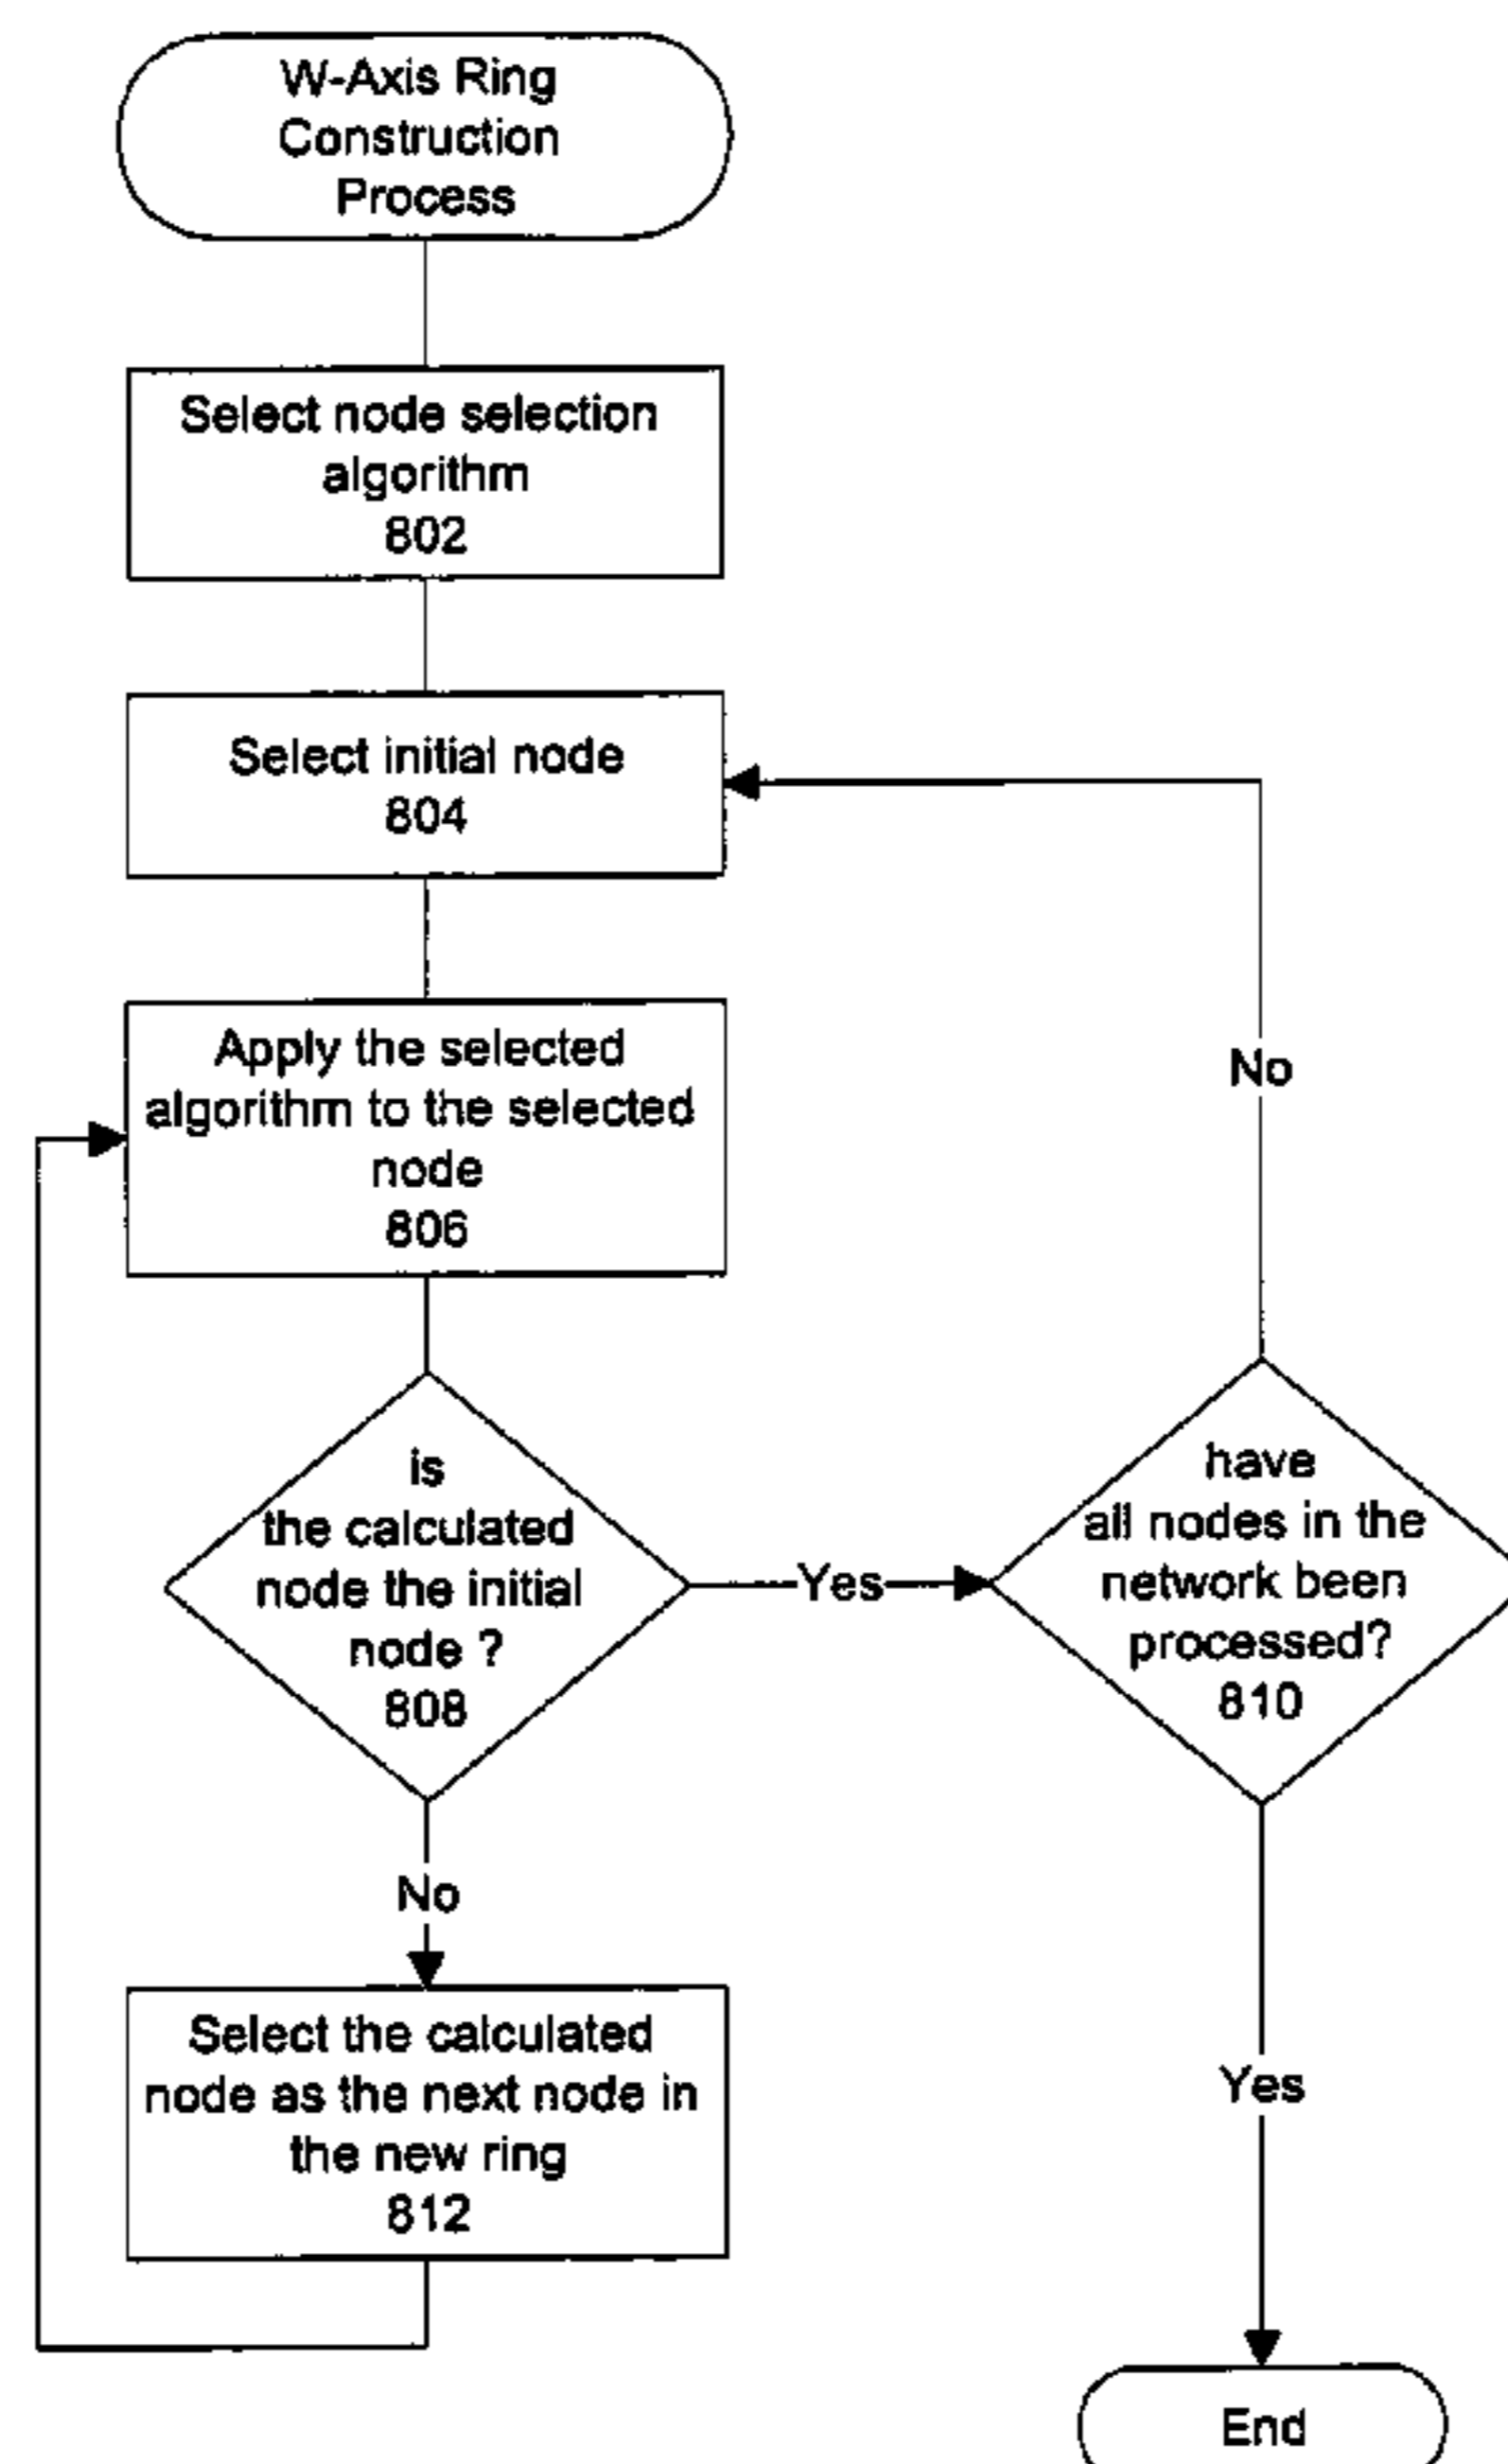 W-Axis Ring
Construction
Process
Select node selection
algorithm
802
Select initial node
804
Apply the selected
algorithm to the selected
node
806
is
the calculated
node the initial
node ?
808
Yes
have
all nodes in the
network been
processed?
810
No
No
Select the calculated
node as the next node in
the new ring
812
Yes
End